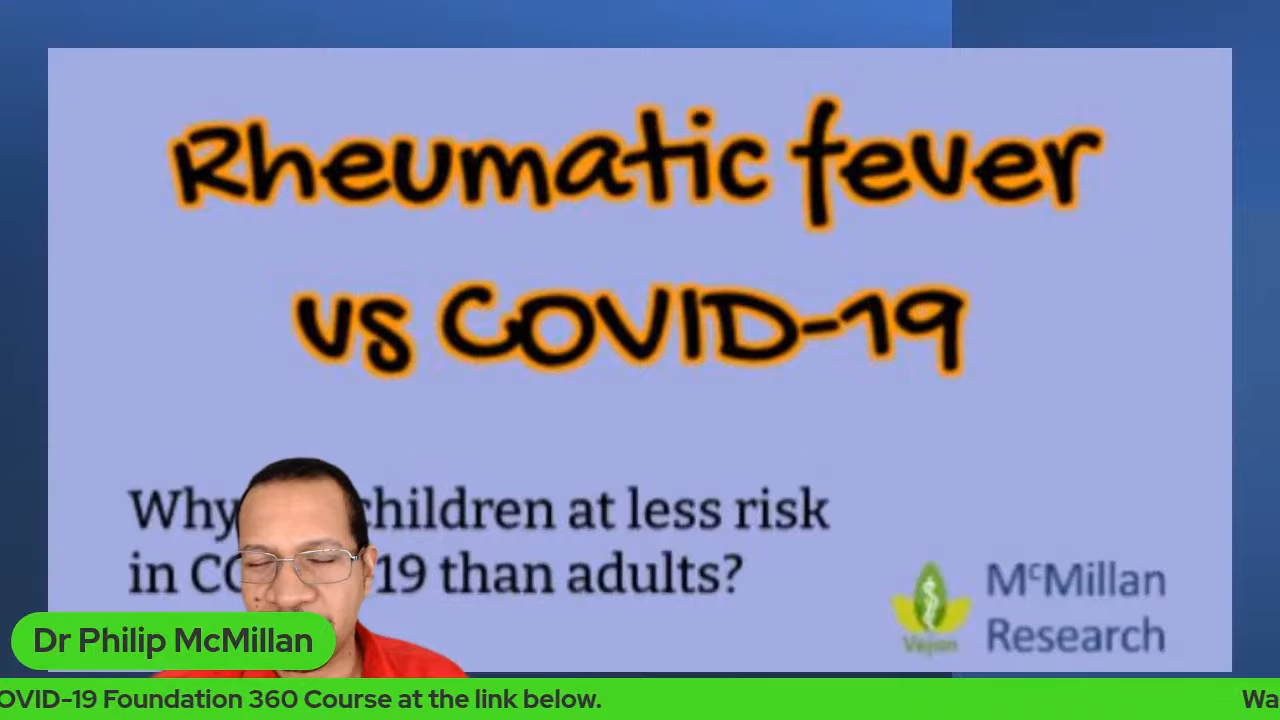 Rheumatic fever
vs COVID-19
Why children at less risk
in CO 19 than adults?
McMillan
Research
Vejon
Dr Philip McMillan
OVID-19 Foundation 360 Course at the link below.
Wa